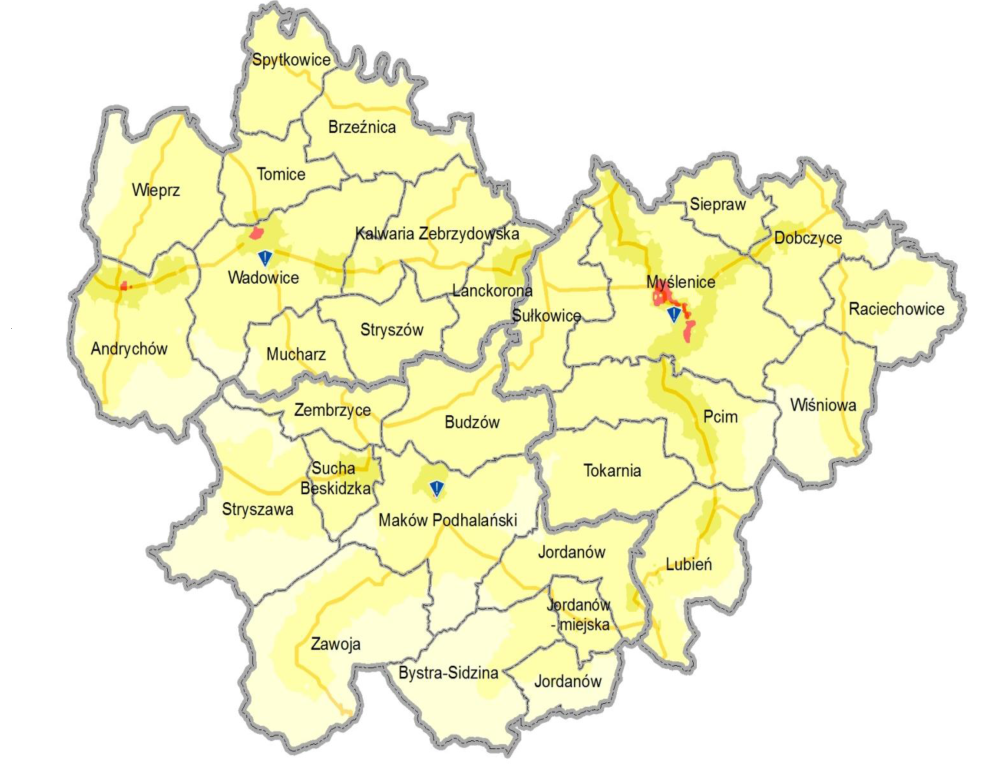 Spytkowice
Brzeźnica
Tomice
Wieprz
Siepraw
Kalwaria Zebrzydowska
Dobczyce
Wadowice
Myślenice
Lanckorona
Raciechowice
Sułkowice
Stryszów
Andrychów
Mucharz
Wiśniowa
Zembrzyce
Pcim
Budzów
Sucha
Beskidzka
Tokarnia
Stryszawa
Maków Podhalański
Jordanów
Lubień
Jordanów
- miejska
Zawoja
Bystra-Sidzina
Jordanów